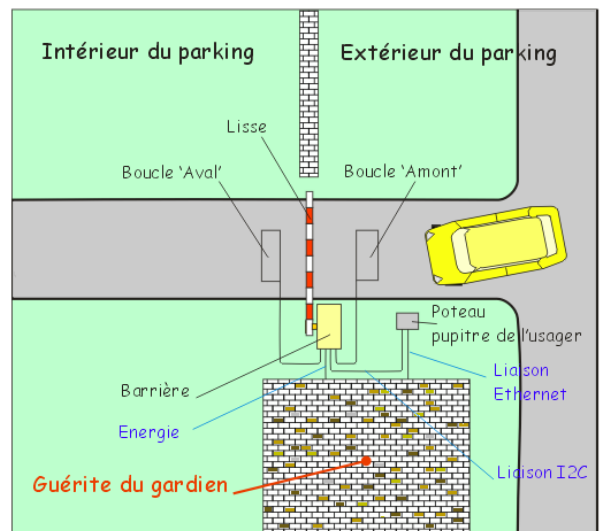 Intérieur du parking
Extérieur du parking
Lisse
Boucle 'Aval'
Boucle 'Amont'
Poteau
pupitre de l'usager
Liaison
Ethernet
Barrière
Energie
Liaison I2C
Guérite du gardien